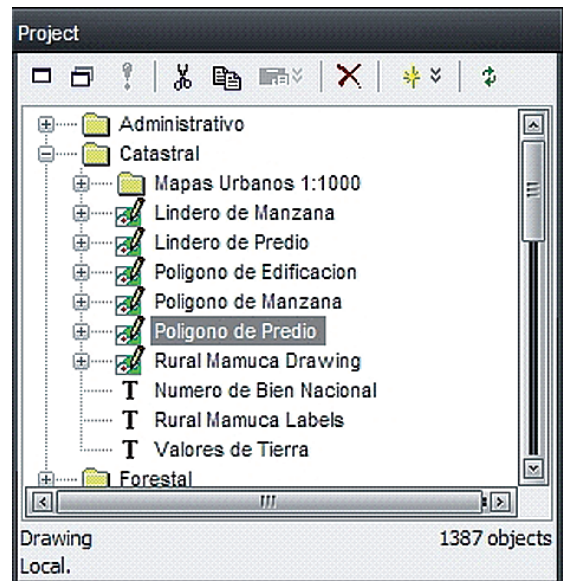 Project
Administrativo
Catastral
Mapas Urbanos 1:1000
Lindero de Manzana
Lindero de Predio
Poligono de Edificacion
Poligono de Manzana
Poligono de Predio
Rural Mamuca Drawing
T Numero de Bien Nacional
T Rural Mamuca Labels
T Valores de Tierra
Forestal
Drawing 1387 objects
Local.